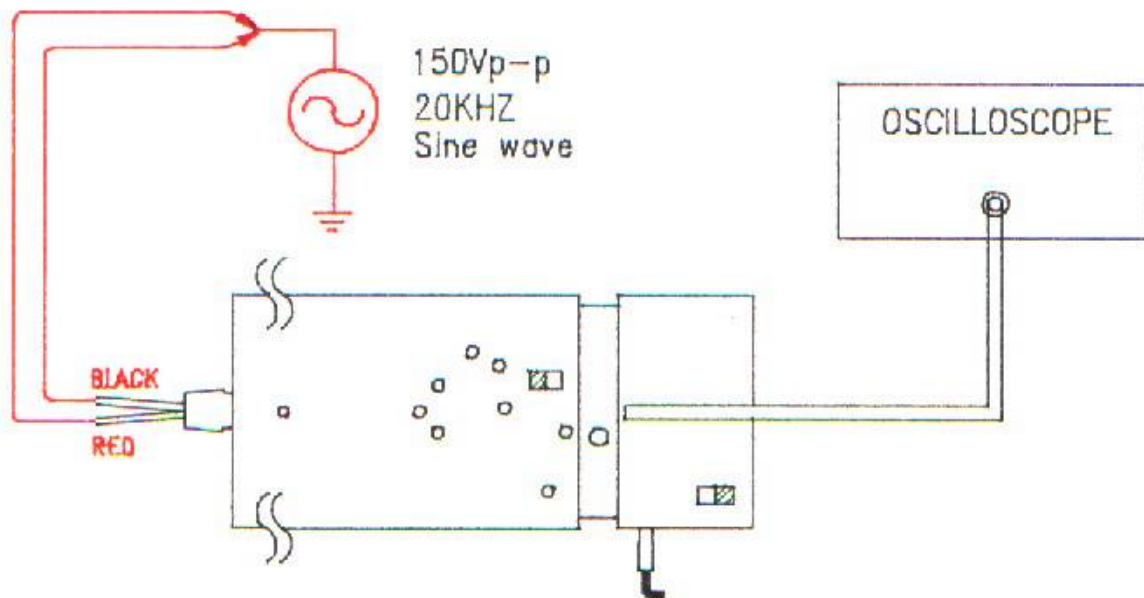 150Vp-p
20KHZ
Sine wave
OSCILLOSCOPE
BLACK
RED